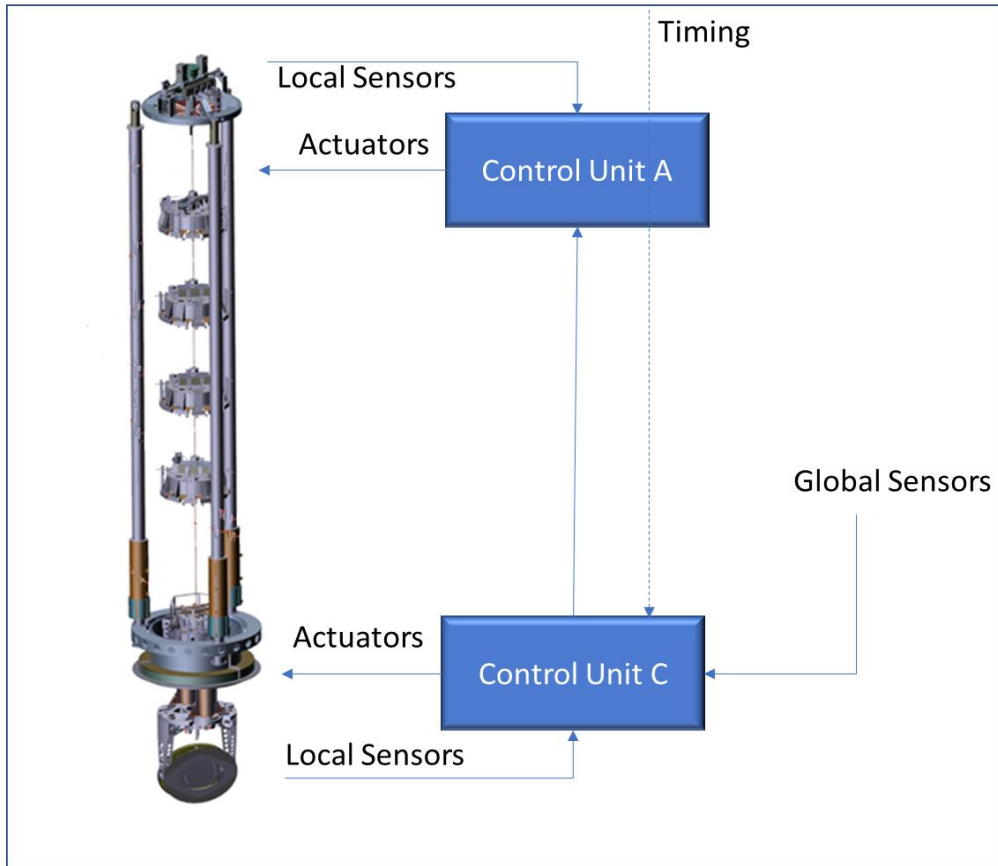 Timing
Local Sensors
Actuators
Control Unit A
Global Sensors
Actuators
Control Unit C
Local Sensors